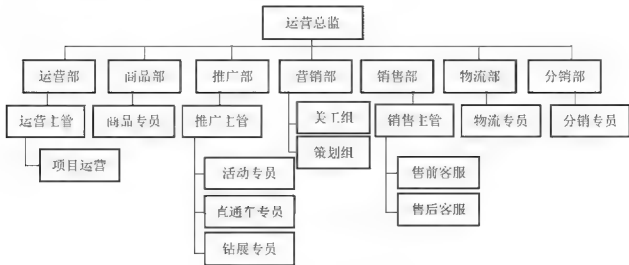 运营总监
运营部
商品部
推广部
营销部
销售部
物流部
分销部
运营主管
商品专员
推广主管
美工组
销售主管
物流专员
分销专员
项目运营
策划组
活动专员
售前客服
直通车专员
售后客服
钻展专员